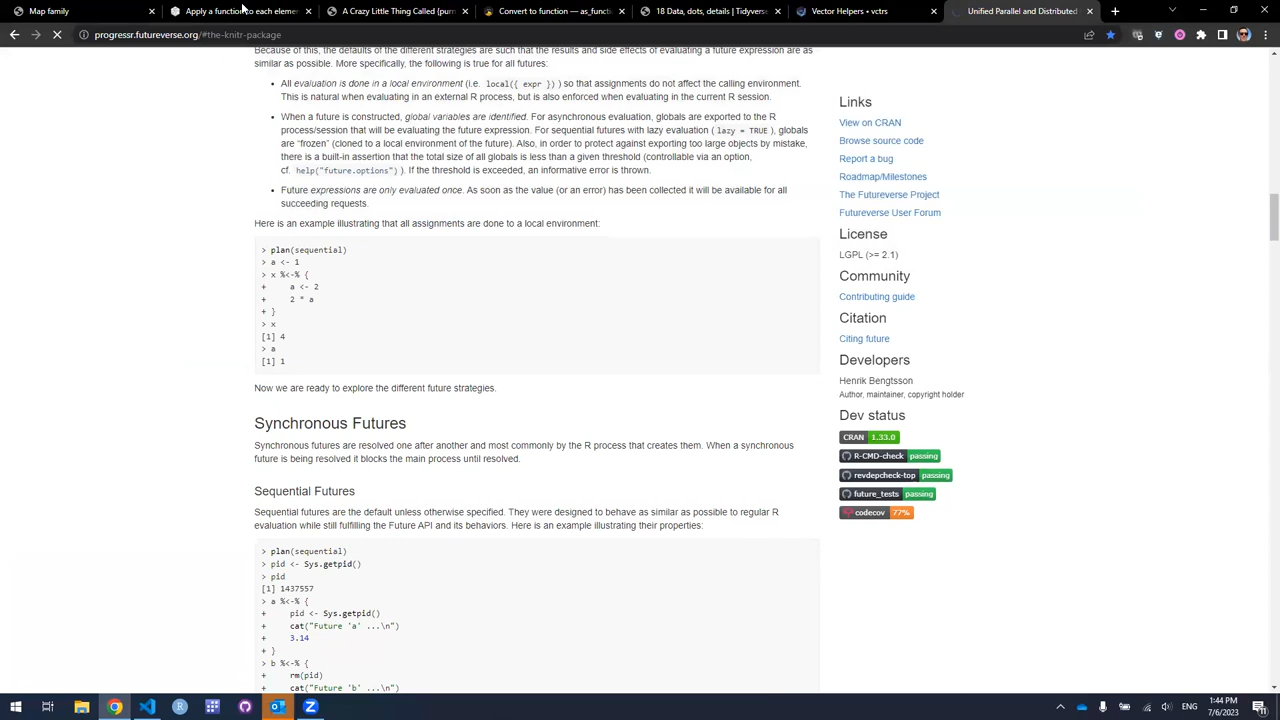 Map family
Apply a function to each elemen
A Crazy Little Thing Called {purr
Convert to function — as_functi
18 Data, dots, details | Tidyvers
Vector Helpers • rtrs
Unified Parallel and Distributed
progressr.futureverse.org/#the-knitr-package
Because of this, the defaults of the different strategies are such that the results and side effects of evaluating a future expression are as
similar as possible. More specifically, the following is true for all futures:
All evaluation is done in a local environment (i.e. local({ expr }) ) so that assignments do not affect the calling environment.
This is natural when evaluating in an external R process, but is also enforced when evaluating in the current R session.
When a future is constructed, global variables are identified. For asynchronous evaluation, globals are exported to the R
process/session that will be evaluating the future expression. For sequential futures with lazy evaluation ( lazy = TRUE ), globals
are “frozen” (cloned to a local environment of the future). Also, in order to protect against exporting too large objects by mistake,
there is a built-in assertion that the total size of all globals is less than a given threshold (controllable via an option,
cf. help("future.options") ). If the threshold is exceeded, an informative error is thrown.
Future expressions are only evaluated once. As soon as the value (or an error) has been collected it will be available for all
succeeding requests.
Here is an example illustrating that all assignments are done to a local environment:
> plan(sequential)
> a <- 1
> x %<-% {
+ a <- 2
+ 2 * a
+ }
> x
[1] 4
> a
[1] 1
Now we are ready to explore the different future strategies.
Synchronous Futures
Synchronous futures are resolved one after another and most commonly by the R process that creates them. When a synchronous
future is being resolved it blocks the main process until resolved.
Sequential Futures
Sequential futures are the default unless otherwise specified. They were designed to behave as similar as possible to regular R
evaluation while still fulfilling the Future API and its behaviors. Here is an example illustrating their properties:
> plan(sequential)
> pid <- Sys.getpid()
> pid
[1] 1437557
> a %<-% {
+ pid <- Sys.getpid()
+ cat("Future 'a' ...\n")
+ 3.14
+ }
> b %<-% {
+ rm(pid)
+ cat("Future 'b' ...\n")
Links
View on CRAN
Browse source code
Report a bug
Roadmap/Milestones
The Futureverse Project
Futureverse User Forum
License
LGPL (>= 2.1)
Community
Contributing guide
Citation
Citing future
Developers
Henrik Bengtsson
Author, maintainer, copyright holder
Dev status
CRAN 1.33.0
R-CMD-check passing
revdepcheck-top passing
future_tests passing
codecov 77%
ENG
1:44 PM
7/6/2023